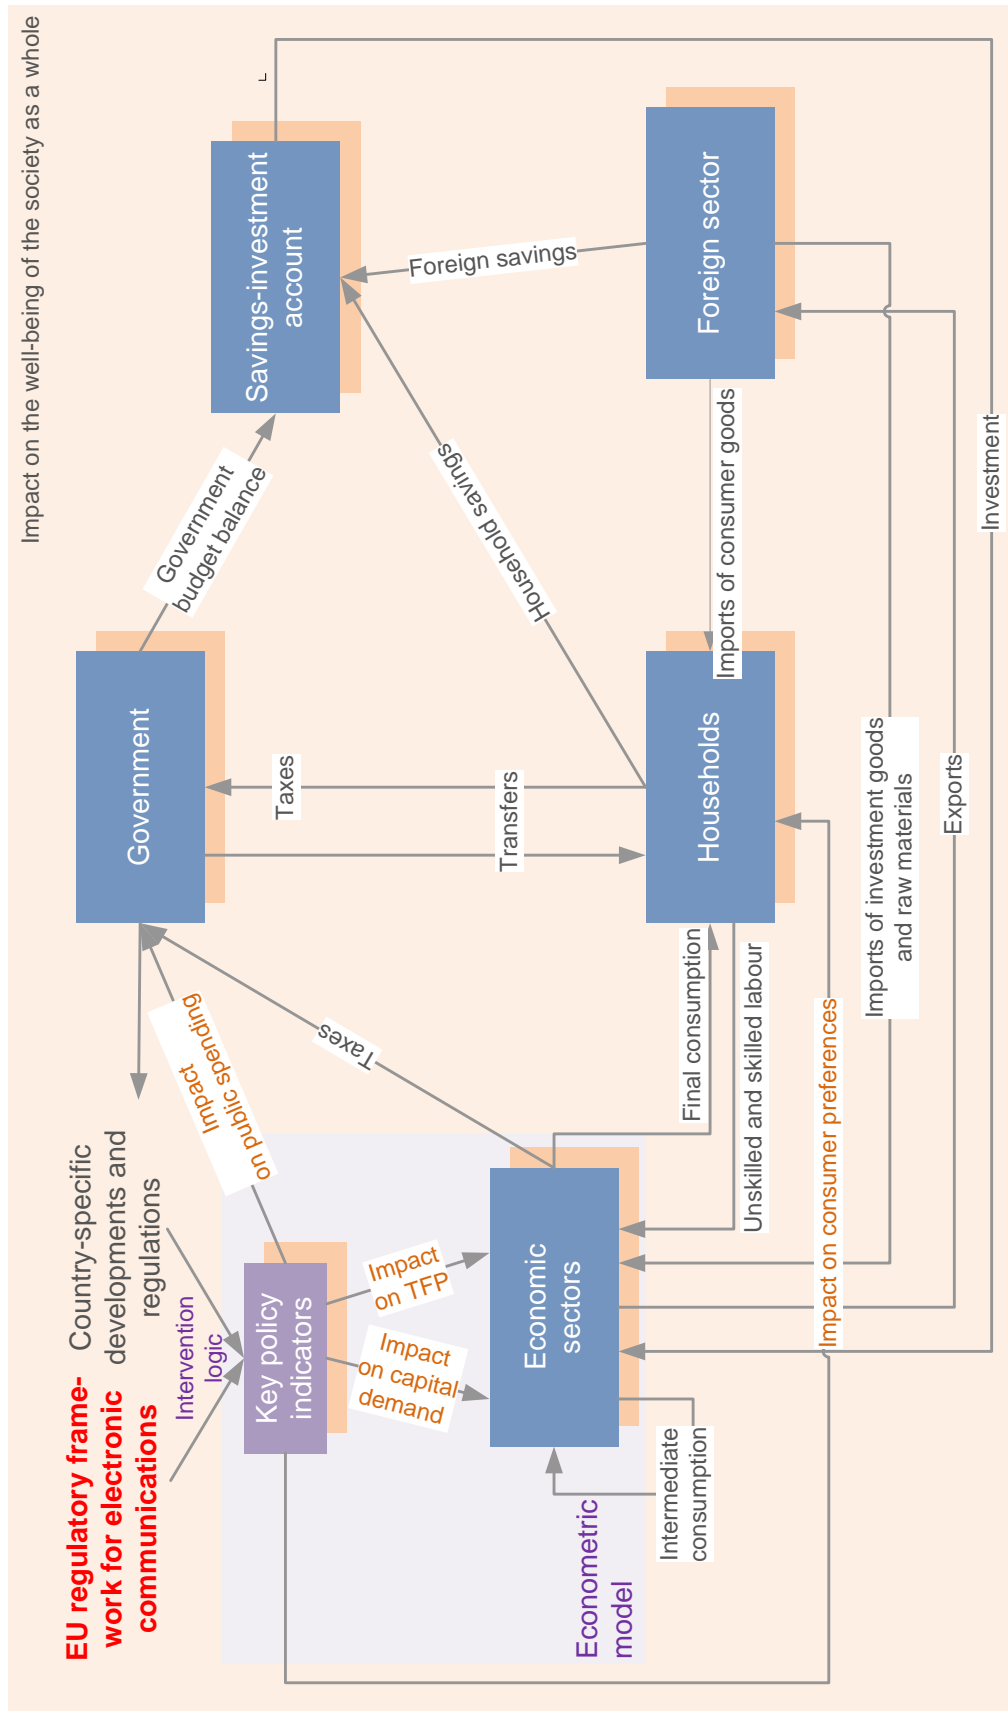 Impact on the well-being of the society as a whole
EU regulatory frame-
work for electronic
communications
Country-specific
developments and
regulations
Intervention
logic
Key policy
indicators
Impact
on public spending
Impact
on TFP
Impact
on capital
demand
Economic
sectors
Econometric
model
Intermediate
consumption
Taxes
Government
Government
budget balance
Savings-investment
account
Taxes
Transfers
Household savings
Foreign savings
Foreign sector
Households
Imports of consumer goods
Final consumption
Unskilled and skilled labour
Impact on consumer preferences
Imports of investment goods
and raw materials
Exports
Investment